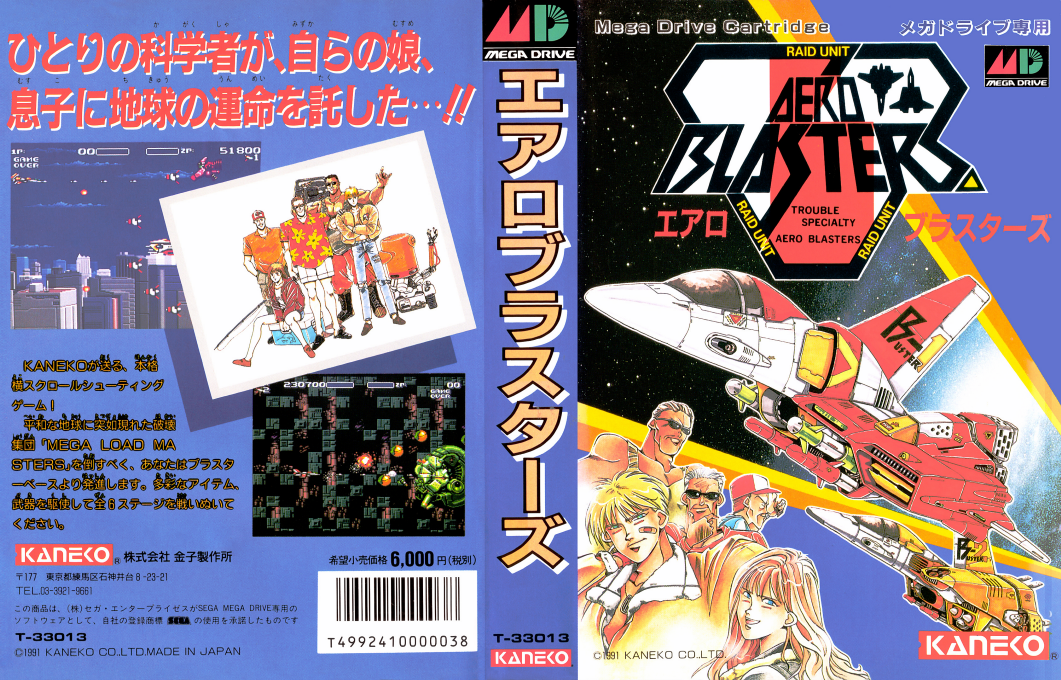 ひとりの科学者が、自らの娘、
息子に地球の運命を託した…!!
1P- 00 2P- 51800
GAME OVER
-1
230700 2P- 00
GAME OVER
KANEKOが送る、本格
横スクロールシューティング
ゲーム!
平和な地球に突如現れた破壊
集団「MEGA LOAD MA
STERS」を倒すべく、あなたはブラスタ
ーベースより発進します。多彩なアイテム、
武器を駆使して全6ステージを戦いぬいて
ください。
KANEKO® 株式会社 金子製作所
〒177 東京都練馬区石神井台8-23-21
TEL.03-3921-9661
この商品は、(株)セガ・エンタープライゼスがSEGA MEGA DRIVE専用の
ソフトウェアとして、自社の登録商標 SEGA の使用を承諾したものです
T-33013
©1991 KANEKO CO.,LTD.MADE IN JAPAN
希望小売価格 6,000円(税別)
T4992410000038
MD
MEGA DRIVE
エアロブラスターズ
T-33013
KANEKO
Mega Drive Cartridge
メガドライブ専用
MD
MEGA DRIVE
RAID UNIT
AERO
BLASTERS
RAID UNIT
RAID UNIT
TROUBLE
SPECIALTY
AERO BLASTERS
エアロ
ブラスターズ
B-USTER
B-USTER
©1991 KANEKO CO.,LTD.
KANEKO®